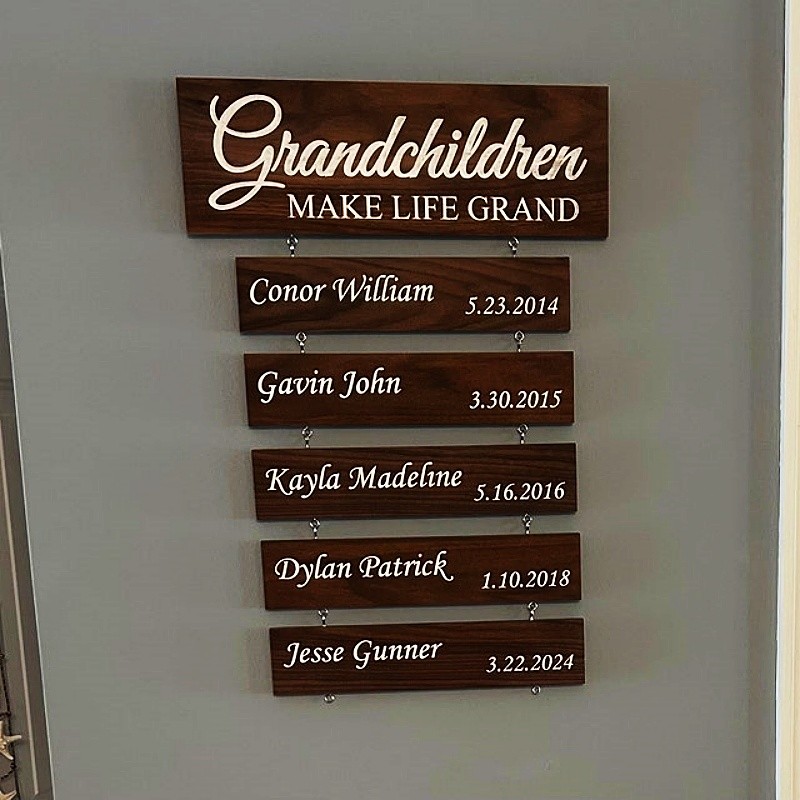 Grandchildren
MAKE LIFE GRAND
Conor William 5.23.2014
Gavin John 3.30.2015
Kayla Madeline 5.16.2016
Dylan Patrick 1.10.2018
Jesse Gunner 3.22.2024